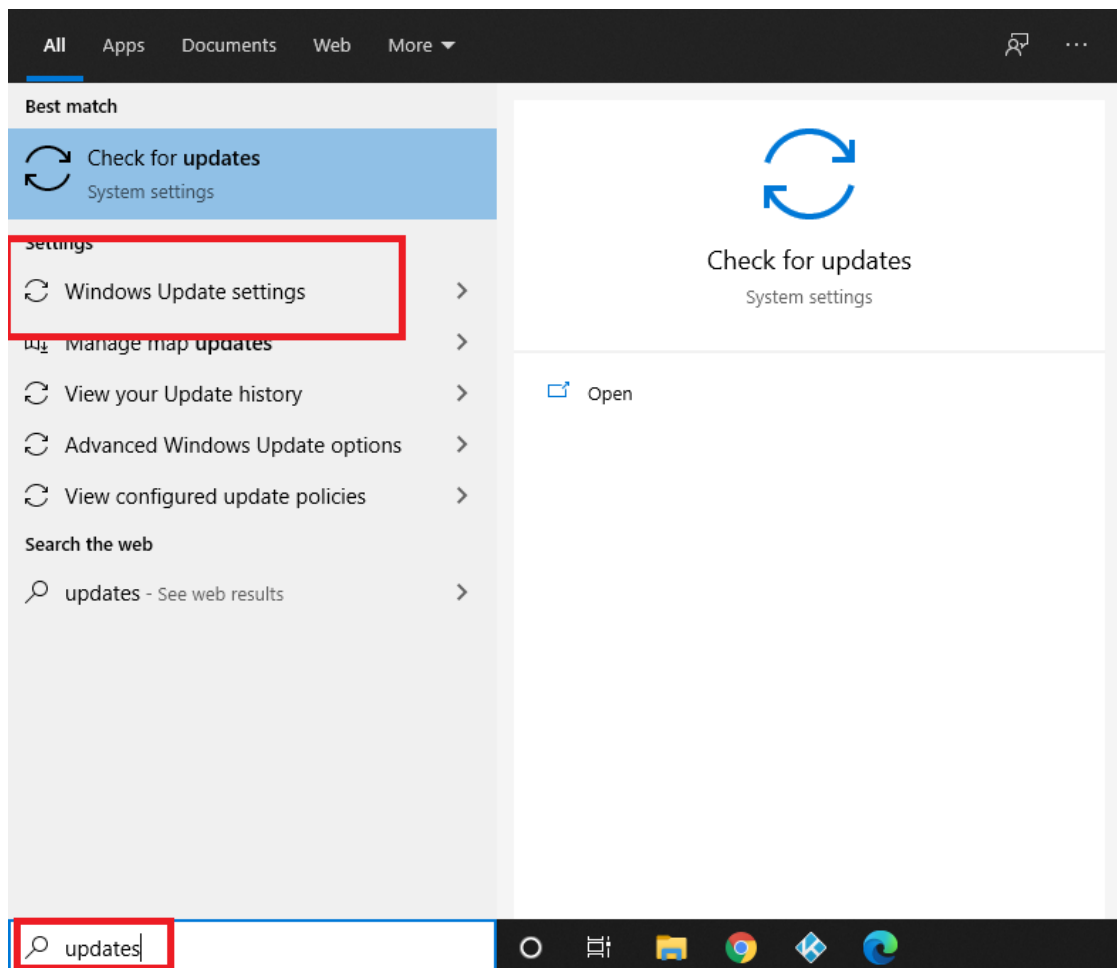 All Apps Documents Web More
Best match
Check for updates
System settings
Settings
Windows Update settings
Manage map updates
View your Update history
Advanced Windows Update options
View configured update policies
Search the web
updates - See web results
Check for updates
System settings
Open
updates